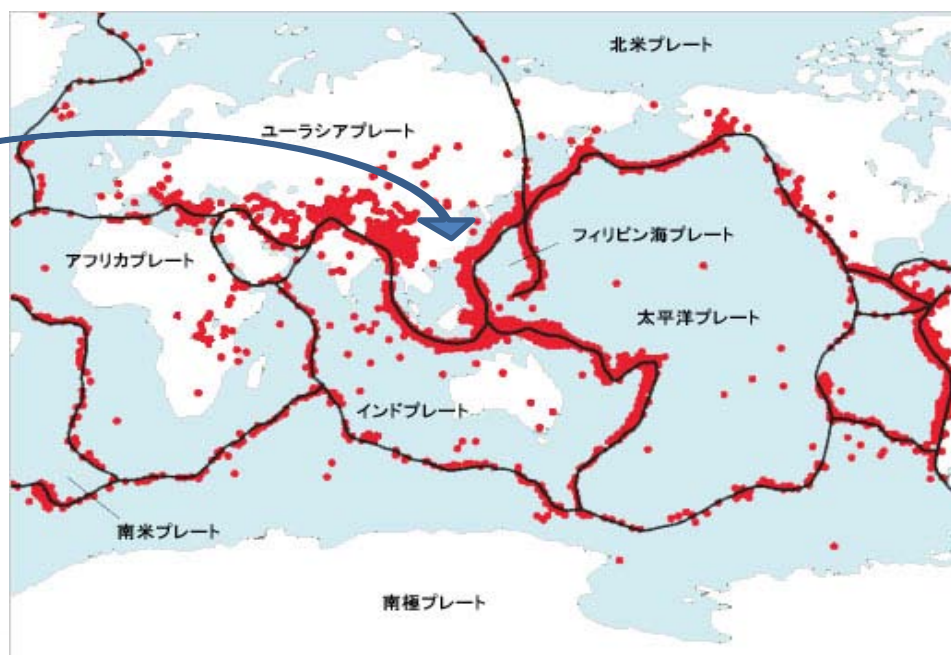 北米プレート
ユーラシアプレート
フィリピン海プレート
アフリカプレート
太平洋プレート
インドプレート
南米プレート
南極プレート